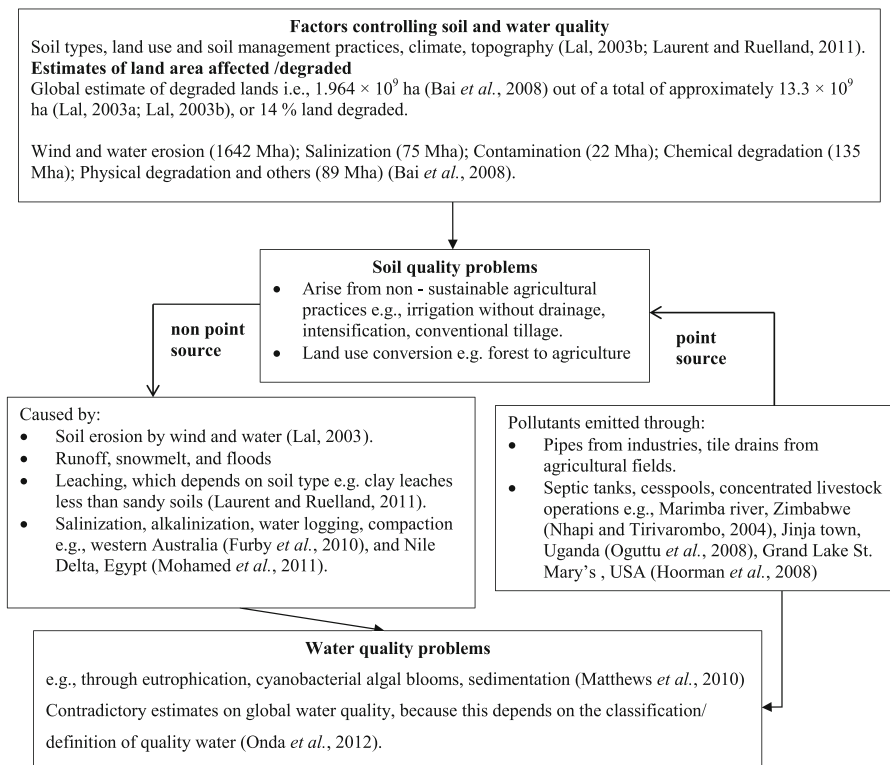 Factors controlling soil and water quality
Soil types, land use and soil management practices, climate, topography (Lal, 2003b; Laurent and Ruelland, 2011).
Estimates of land area affected /degraded
Global estimate of degraded lands i.e., 1.964 × 10⁹ ha (Bai et al., 2008) out of a total of approximately 13.3 × 10⁹
ha (Lal, 2003a; Lal, 2003b), or 14 % land degraded.
Wind and water erosion (1642 Mha); Salinization (75 Mha); Contamination (22 Mha); Chemical degradation (135
Mha); Physical degradation and others (89 Mha) (Bai et al., 2008).
Soil quality problems
• Arise from non - sustainable agricultural
practices e.g., irrigation without drainage,
intensification, conventional tillage.
• Land use conversion e.g. forest to agriculture
non point
source
point
source
Caused by:
• Soil erosion by wind and water (Lal, 2003).
• Runoff, snowmelt, and floods
• Leaching, which depends on soil type e.g. clay leaches
less than sandy soils (Laurent and Ruelland, 2011).
• Salinization, alkalinization, water logging, compaction
e.g., western Australia (Furby et al., 2010), and Nile
Delta, Egypt (Mohamed et al., 2011).
Pollutants emitted through:
• Pipes from industries, tile drains from
agricultural fields.
• Septic tanks, cesspools, concentrated livestock
operations e.g., Marimba river, Zimbabwe
(Nhapi and Tirivarombo, 2004), Jinja town,
Uganda (Oguttu et al., 2008), Grand Lake St.
Mary's , USA (Hoorman et al., 2008)
Water quality problems
e.g., through eutrophication, cyanobacterial algal blooms, sedimentation (Matthews et al., 2010)
Contradictory estimates on global water quality, because this depends on the classification/
definition of quality water (Onda et al., 2012).